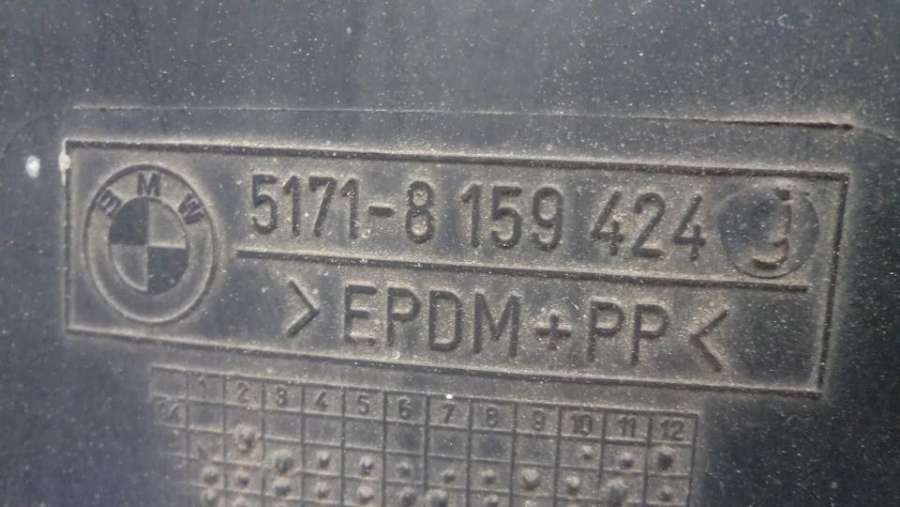 BMW
5171-8 159 424
>EPDM+PP<
1 2 3 4 5 6 7 8 9 10 11 12